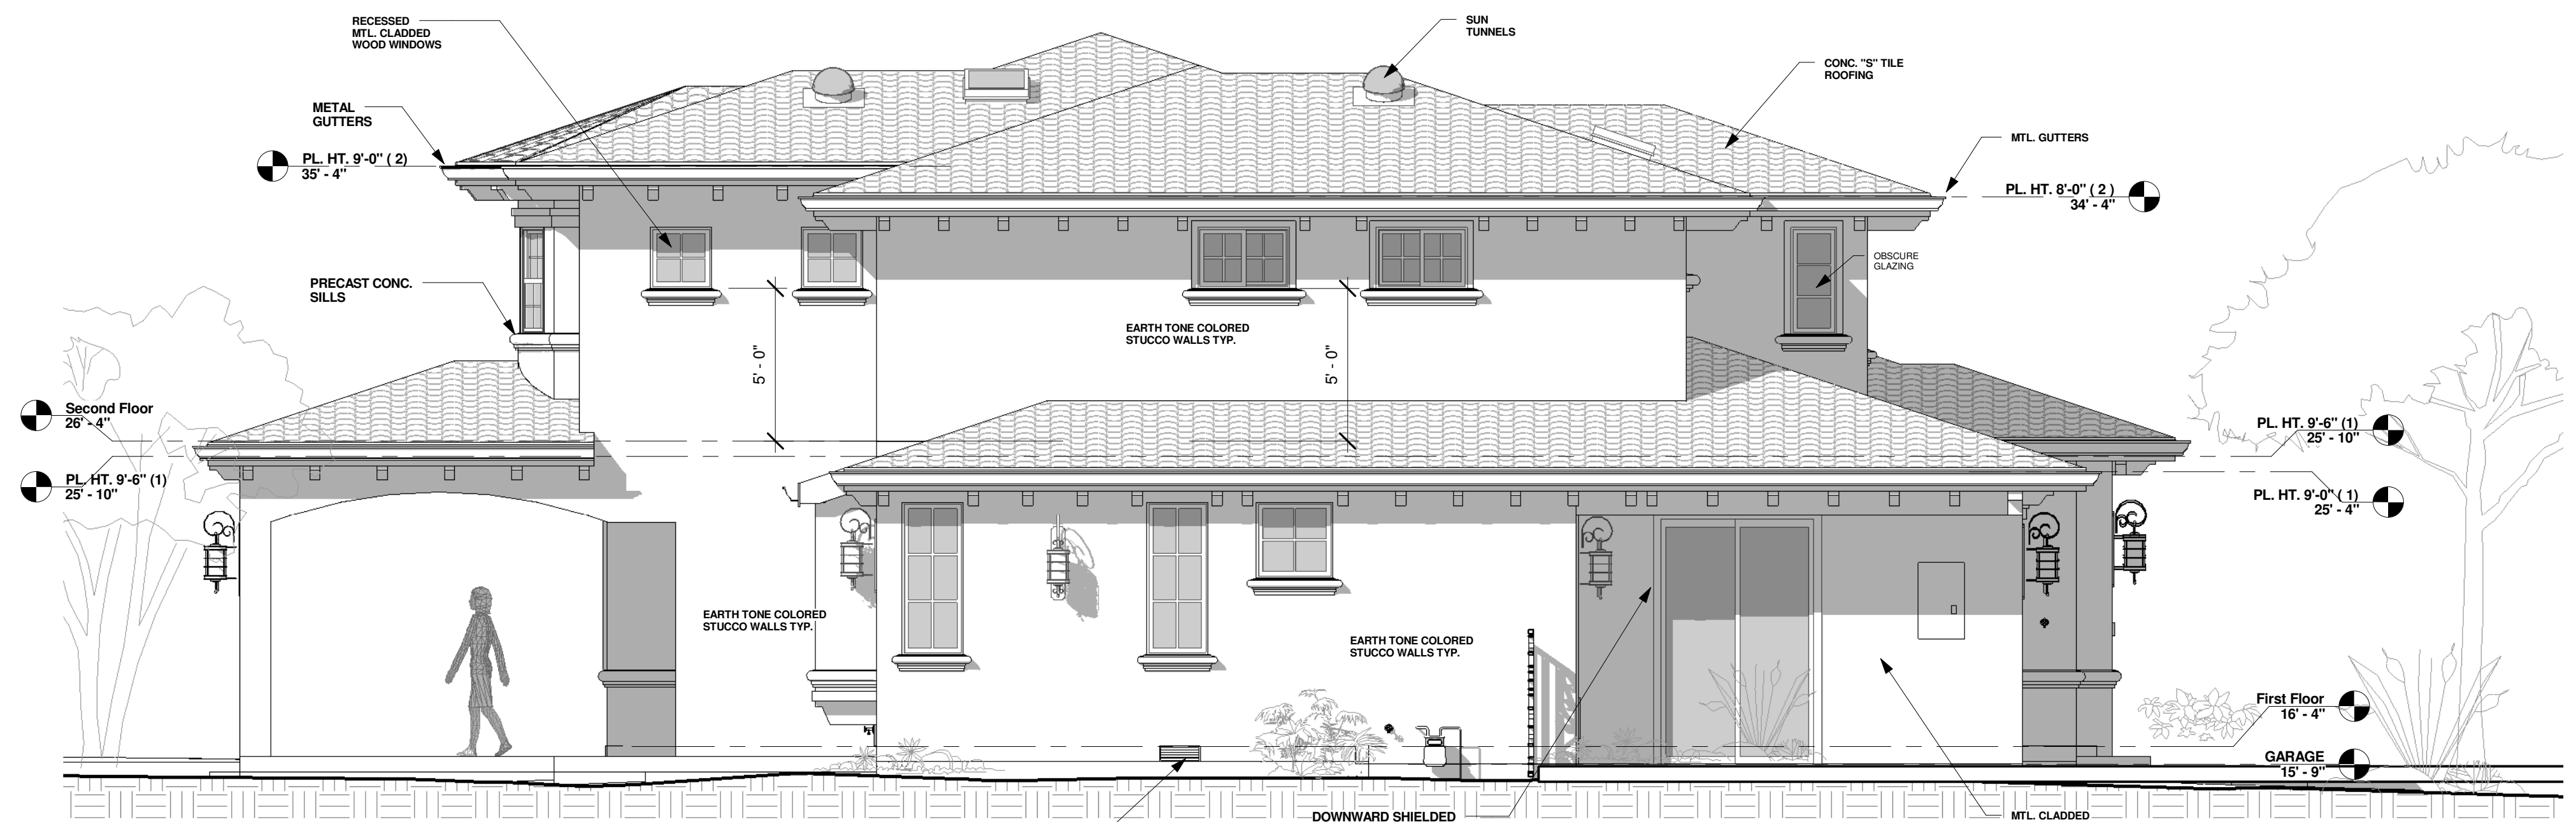 RECESSED
MTL. CLADDED
WOOD WINDOWS
SUN
TUNNELS
CONC. "S" TILE
ROOFING
METAL
GUTTERS
MTL. GUTTERS
PL. HT. 9'-0" ( 2)
35' - 4"
PL. HT. 8'-0" ( 2 )
34' - 4"
OBSCURE
GLAZING
PRECAST CONC.
SILLS
EARTH TONE COLORED
STUCCO WALLS TYP.
5' - 0"
5' - 0"
Second Floor
26' - 4"
PL. HT. 9'-6" (1)
25' - 10"
PL. HT. 9'-6" (1)
25' - 10"
PL. HT. 9'-0" ( 1)
25' - 4"
EARTH TONE COLORED
STUCCO WALLS TYP.
EARTH TONE COLORED
STUCCO WALLS TYP.
First Floor
16' - 4"
GARAGE
15' - 9"
DOWNWARD SHIELDED
MTL. CLADDED